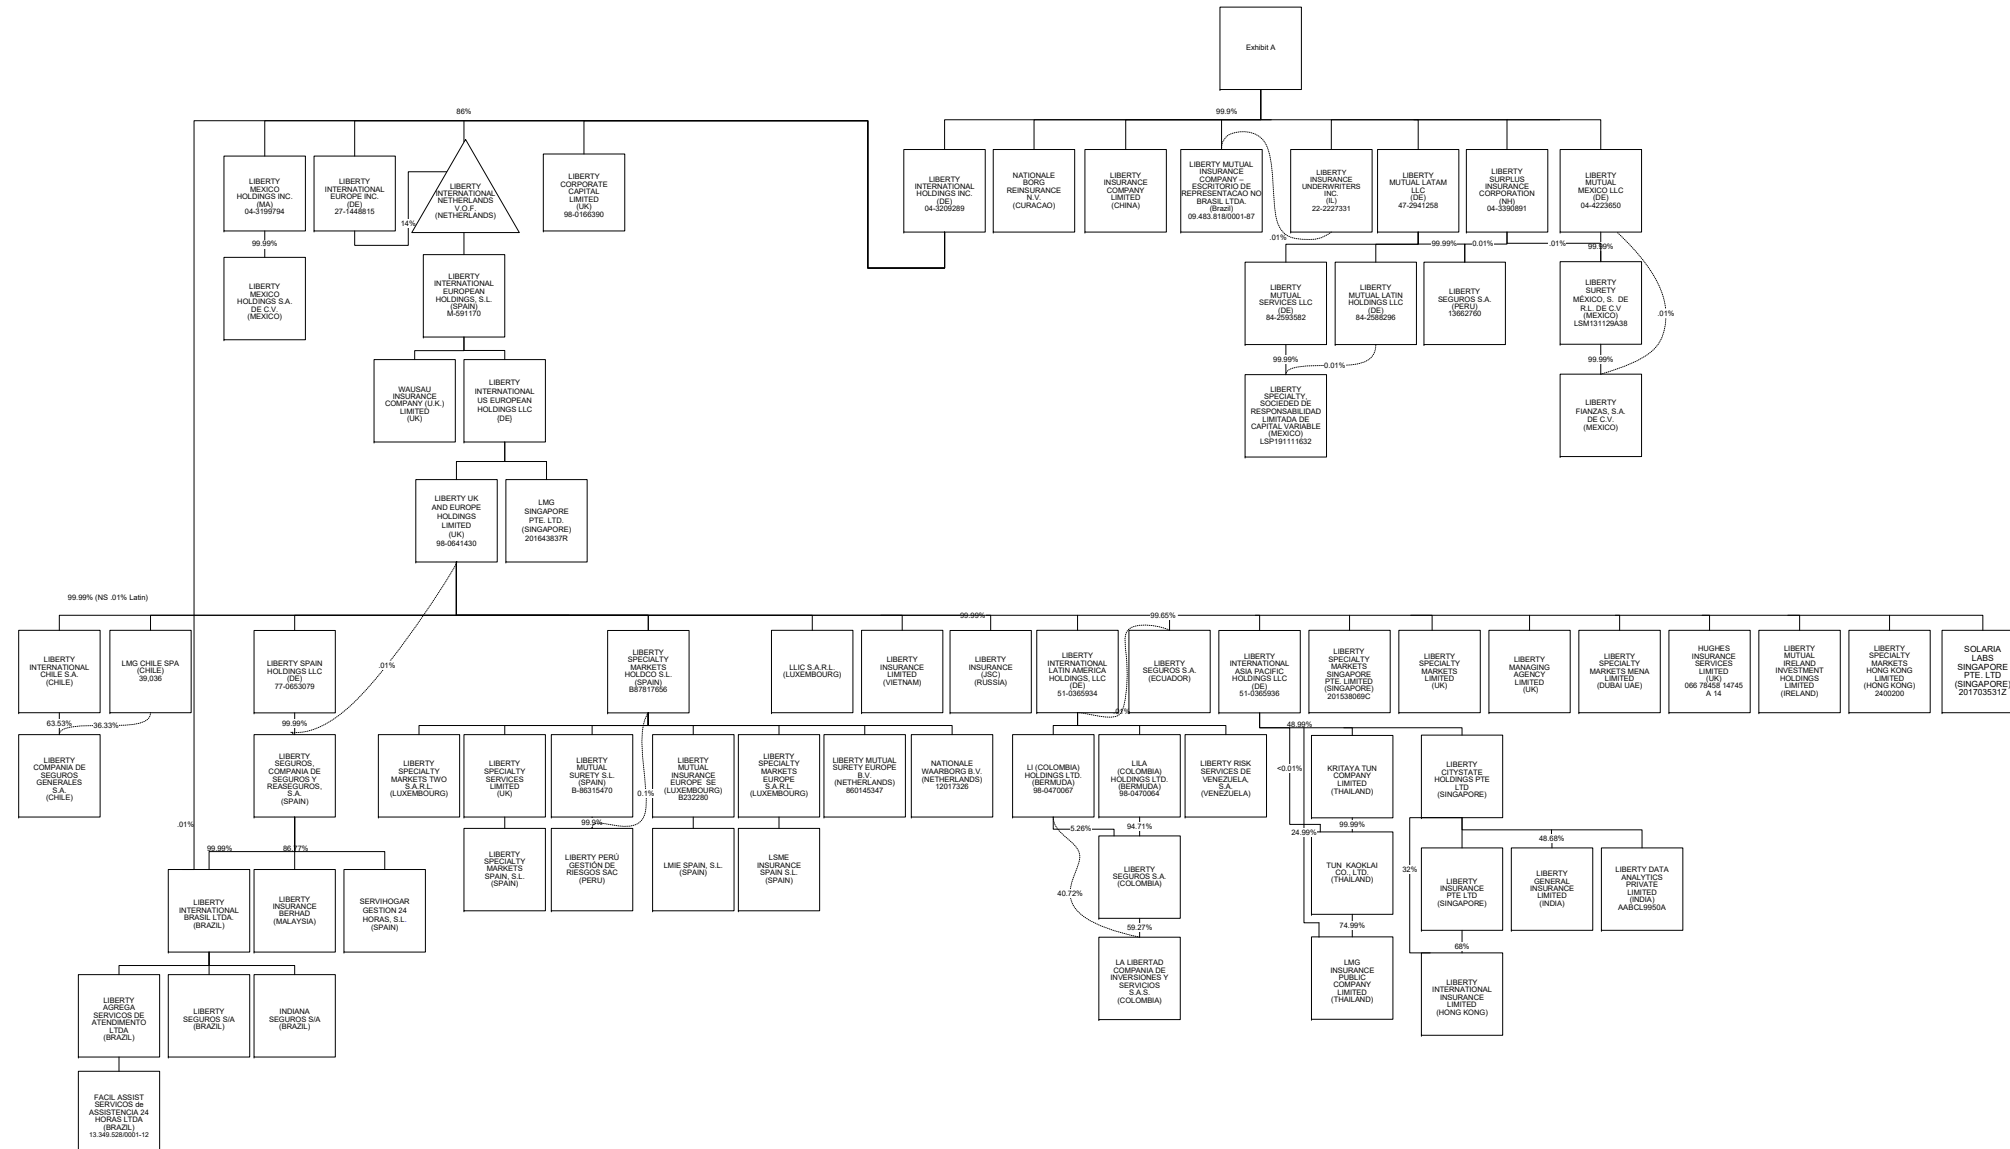 Exhibit A
86%
99.9%
LIBERTY
MEXICO
HOLDINGS INC.
(MA)
04-3199794
LIBERTY
INTERNATIONAL
EUROPE INC.
(DE)
27-1448815
LIBERTY
INTERNATIONAL
NETHERLANDS
V.O.F.
(NETHERLANDS)
LIBERTY
CORPORATE
CAPITAL
LIMITED
(UK)
98-0166390
LIBERTY
INTERNATIONAL
HOLDINGS INC.
(DE)
04-3209289
NATIONALE
BORG
REINSURANCE
N.V.
(CURACAO)
LIBERTY
INSURANCE
COMPANY
LIMITED
(CHINA)
LIBERTY MUTUAL
INSURANCE
COMPANY –
ESCRITORIO DE
REPRESENTACAO NO
BRASIL LTDA.
(Brazil)
09.483.818/0001-87
LIBERTY
INSURANCE
UNDERWRITERS
INC.
(IL)
22-2227331
LIBERTY
MUTUAL LATAM
LLC
(DE)
47-2941258
LIBERTY
SURPLUS
INSURANCE
CORPORATION
(NH)
04-3390891
LIBERTY
MUTUAL
MEXICO LLC
(DE)
04-4223650
14%
.01%
99.99%
99.99%
0.01%
.01%
99.99%
LIBERTY
MEXICO
HOLDINGS S.A.
DE C.V.
(MEXICO)
LIBERTY
INTERNATIONAL
EUROPEAN
HOLDINGS, S.L.
(SPAIN)
M-591170
LIBERTY
MUTUAL
SERVICES LLC
(DE)
84-2593582
LIBERTY
MUTUAL LATIN
HOLDINGS LLC
(DE)
84-2588296
LIBERTY
SEGUROS S.A.
(PERU)
13662760
LIBERTY
SURETY
MÉXICO, S. DE
R.L. DE C.V
(MEXICO)
LSM131129A38
.01%
99.99%
0.01%
99.99%
WAUSAU
INSURANCE
COMPANY (U.K.)
LIMITED
(UK)
LIBERTY
INTERNATIONAL
US EUROPEAN
HOLDINGS LLC
(DE)
LIBERTY
SPECIALTY,
SOCIEDED DE
RESPONSABILIDAD
LIMITADA DE
CAPITAL VARIABLE
(MEXICO)
LSP191111632
LIBERTY
FIANZAS, S.A.
DE C.V.
(MEXICO)
LIBERTY UK
AND EUROPE
HOLDINGS
LIMITED
(UK)
98-0641430
LMG
SINGAPORE
PTE. LTD.
(SINGAPORE)
201643837R
99.99% (NS .01% Latin)
99.99%
99.65%
LIBERTY
INTERNATIONAL
CHILE S.A.
(CHILE)
LMG CHILE SPA
(CHILE)
39,036
LIBERTY SPAIN
HOLDINGS LLC
(DE)
77-0653079
.01%
LIBERTY
SPECIALTY
MARKETS
HOLDCO S.L.
(SPAIN)
B87817656
LLIC S.A.R.L.
(LUXEMBOURG)
LIBERTY
INSURANCE
LIMITED
(VIETNAM)
LIBERTY
INSURANCE
(JSC)
(RUSSIA)
LIBERTY
INTERNATIONAL
LATIN AMERICA
HOLDINGS, LLC
(DE)
51-0365934
LIBERTY
SEGUROS S.A.
(ECUADOR)
LIBERTY
INTERNATIONAL
ASIA PACIFIC
HOLDINGS LLC
(DE)
51-0365936
LIBERTY
SPECIALTY
MARKETS
SINGAPORE
PTE. LIMITED
(SINGAPORE)
201538069C
LIBERTY
SPECIALTY
MARKETS
LIMITED
(UK)
LIBERTY
MANAGING
AGENCY
LIMITED
(UK)
LIBERTY
SPECIALTY
MARKETS MENA
LIMITED
(DUBAI UAE)
HUGHES
INSURANCE
SERVICES
LIMITED
(UK)
066 78458 14745
A 14
LIBERTY
MUTUAL
IRELAND
INVESTMENT
HOLDINGS
LIMITED
(IRELAND)
LIBERTY
SPECIALTY
MARKETS
HONG KONG
LIMITED
(HONG KONG)
2400200
SOLARIA
LABS
SINGAPORE
PTE. LTD
(SINGAPORE)
201703531Z
63.53%
36.33%
99.99%
.01%
48.99%
LIBERTY
COMPANIA DE
SEGUROS
GENERALES
S.A.
(CHILE)
LIBERTY
SEGUROS,
COMPANIA DE
SEGUROS Y
REASEGUROS,
S.A.
(SPAIN)
LIBERTY
SPECIALTY
MARKETS TWO
S.A.R.L.
(LUXEMBOURG)
LIBERTY
SPECIALTY
SERVICES
LIMITED
(UK)
LIBERTY
MUTUAL
SURETY S.L.
(SPAIN)
B-86315470
0.1%
LIBERTY
MUTUAL
INSURANCE
EUROPE SE
(LUXEMBOURG)
B232280
LIBERTY
SPECIALTY
MARKETS
EUROPE
S.A.R.L.
(LUXEMBOURG)
LIBERTY MUTUAL
SURETY EUROPE
B.V.
(NETHERLANDS)
860145347
NATIONALE
WAARBORG B.V.
(NETHERLANDS)
12017326
LI (COLOMBIA)
HOLDINGS LTD.
(BERMUDA)
98-0470067
LILA
(COLOMBIA)
HOLDINGS LTD.
(BERMUDA)
98-0470064
LIBERTY RISK
SERVICES DE
VENEZUELA,
S.A.
(VENEZUELA)
<0.01%
KRITAYA TUN
COMPANY
LIMITED
(THAILAND)
LIBERTY
CITYSTATE
HOLDINGS PTE
LTD
(SINGAPORE)
.01%
99.9%
5.26%
94.71%
24.99%
99.99%
48.68%
99.99%
86.77%
LIBERTY
SPECIALTY
MARKETS
SPAIN, S.L.
(SPAIN)
LIBERTY PERÚ
GESTIÓN DE
RIESGOS SAC
(PERU)
LMIE SPAIN, S.L.
(SPAIN)
LSME
INSURANCE
SPAIN S.L.
(SPAIN)
LIBERTY
SEGUROS S.A.
(COLOMBIA)
TUN KAOKLAI
CO., LTD.
(THAILAND)
32%
LIBERTY
INSURANCE
PTE LTD
(SINGAPORE)
LIBERTY
GENERAL
INSURANCE
LIMITED
(INDIA)
LIBERTY DATA
ANALYTICS
PRIVATE
LIMITED
(INDIA)
AABCL9950A
LIBERTY
INTERNATIONAL
BRASIL LTDA.
(BRAZIL)
LIBERTY
INSURANCE
BERHAD
(MALAYSIA)
SERVIHOGAR
GESTION 24
HORAS, S.L.
(SPAIN)
40.72%
59.27%
74.99%
68%
LA LIBERTAD
COMPANIA DE
INVERSIONES Y
SERVICIOS
S.A.S.
(COLOMBIA)
LMG
INSURANCE
PUBLIC
COMPANY
LIMITED
(THAILAND)
LIBERTY
INTERNATIONAL
INSURANCE
LIMITED
(HONG KONG)
LIBERTY
AGREGA
SERVICOS DE
ATENDIMENTO
LTDA
(BRAZIL)
LIBERTY
SEGUROS S/A
(BRAZIL)
INDIANA
SEGUROS S/A
(BRAZIL)
FACIL ASSIST
SERVICOS de
ASSISTENCIA 24
HORAS LTDA
(BRAZIL)
13.349.528/0001-12